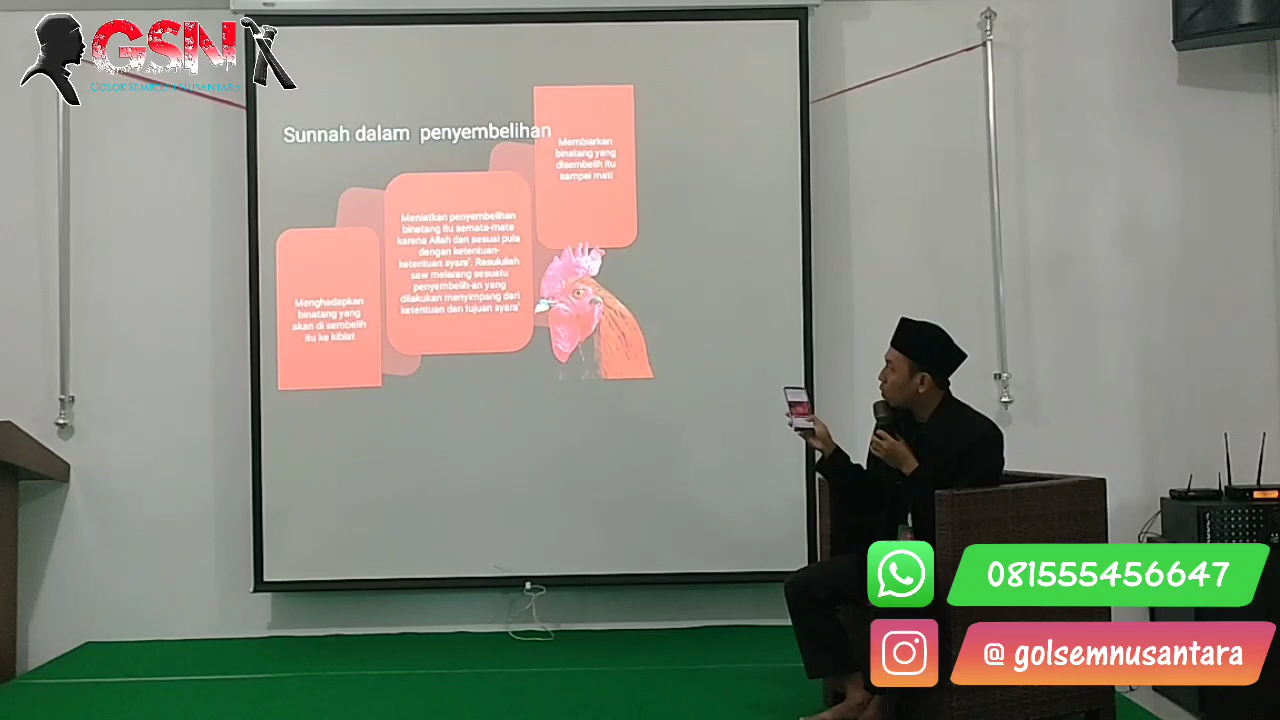 GSN
GOLOK SEMBELIH NUSANTARA
Sunnah dalam penyembelihan
Membiarkan
binatang yang
disembelih itu
sampai mati
Meniatkan penyembelihan
binatang itu semata-mata
karena Allah dan sesuai pula
dengan ketentuan-
ketentuan syara'. Rasulullah
saw melarang sesuatu
penyembelih-an yang
dilakukan menyimpang dari
ketentuan dan tujuan syara'
Menghadapkan
binatang yang
akan di sembelih
itu ke kiblat
081555456647
@ golsemnusantara